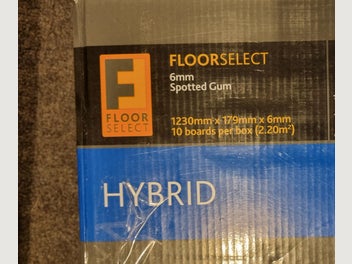 F
FLOOR
SELECT
FLOORSELECT
6mm
Spotted Gum
1230mm x 179mm x 6mm
10 boards per box (2.20m²)
HYBRID